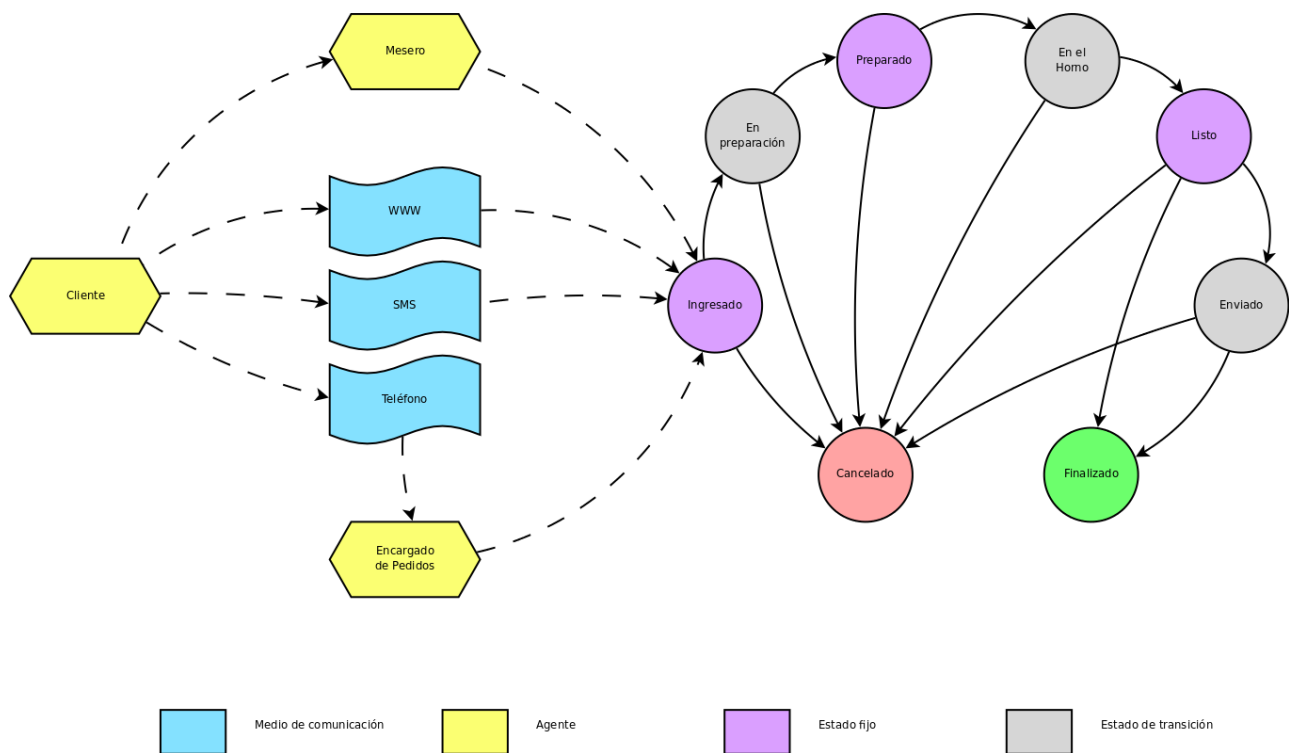 Mesero
WWW
SMS
Teléfono
Cliente
Encargado
de Pedidos
Ingresado
En
preparación
Preparado
En el
Horno
Listo
Enviado
Cancelado
Finalizado
Medio de comunicación
Agente
Estado fijo
Estado de transición